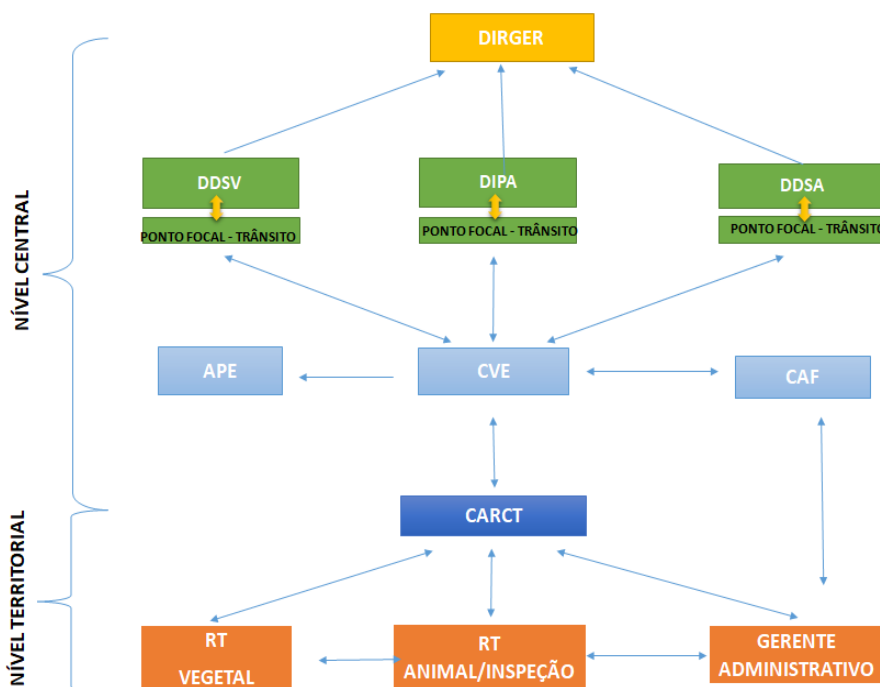 DIRGER
NÍVEL CENTRAL
DDSV
DIPA
DDSA
PONTO FOCAL - TRÂNSITO
PONTO FOCAL - TRÂNSITO
PONTO FOCAL - TRÂNSITO
APE
CVE
CAF
CARCT
NÍVEL TERRITORIAL
RT
VEGETAL
RT
ANIMAL/INSPEÇÃO
GERENTE
ADMINISTRATIVO